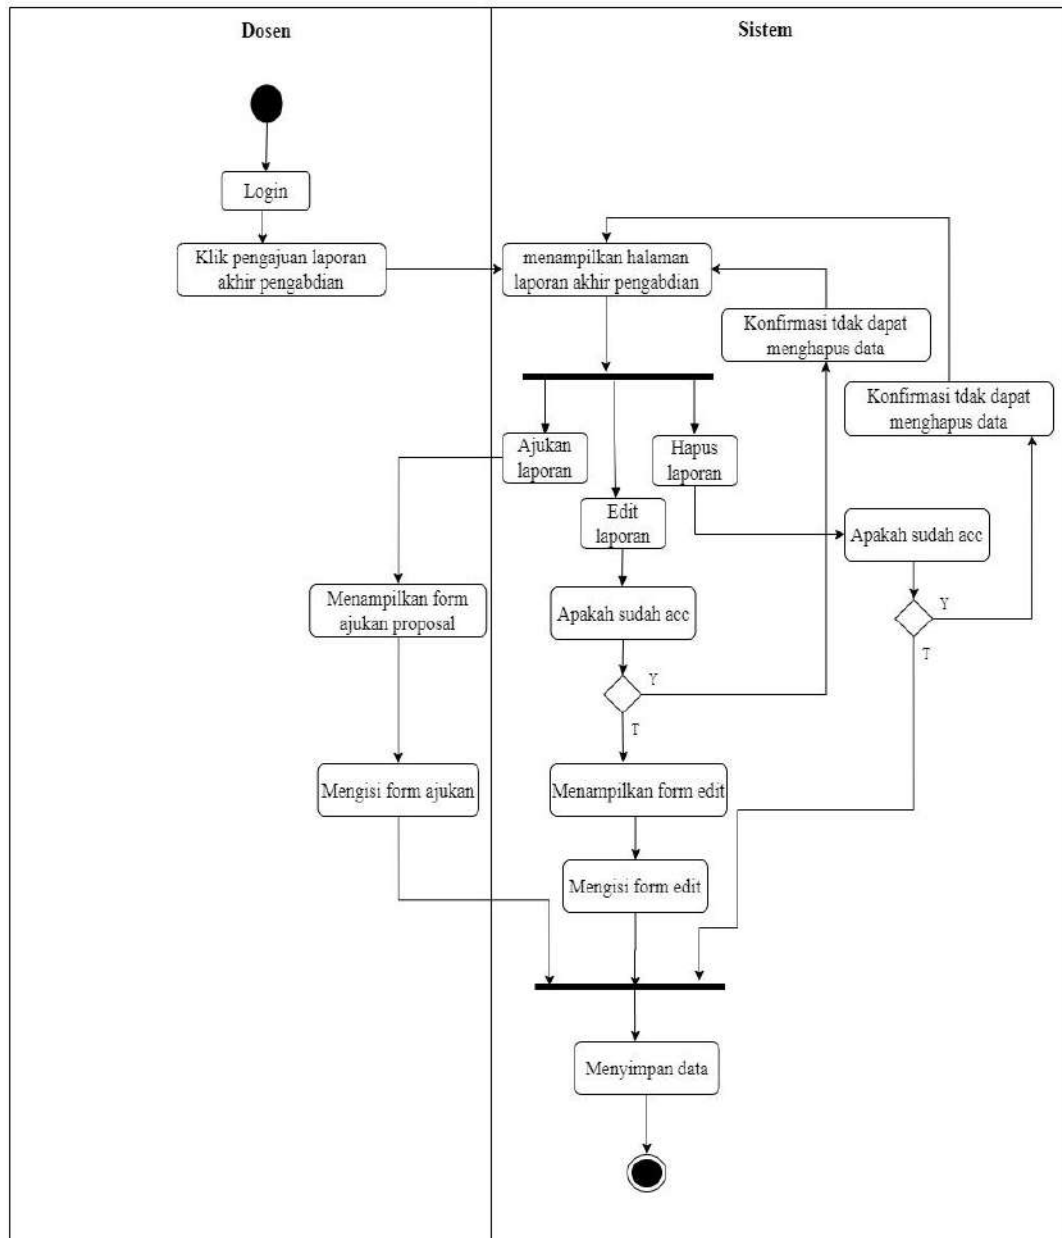 Dosen
Sistem
Login
Klik pengajuan laporan
akhir pengabdian
menampilkan halaman
laporan akhir pengabdian
Konfirmasi tdak dapat
menghapus data
Konfirmasi tdak dapat
menghapus data
Ajukan
laporan
Hapus
laporan
Edit
laporan
Apakah sudah acc
Menampilkan form
ajukan proposal
Apakah sudah acc
Y
T
Y
T
Mengisi form ajukan
Menampilkan form edit
Mengisi form edit
Menyimpan data